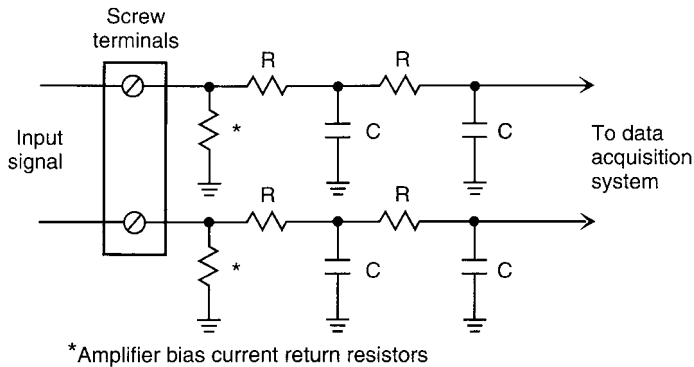 Screw
terminals
R
R
*
C
C
Input
signal
To data
acquisition
system
R
R
*
C
C
*Amplifier bias current return resistors